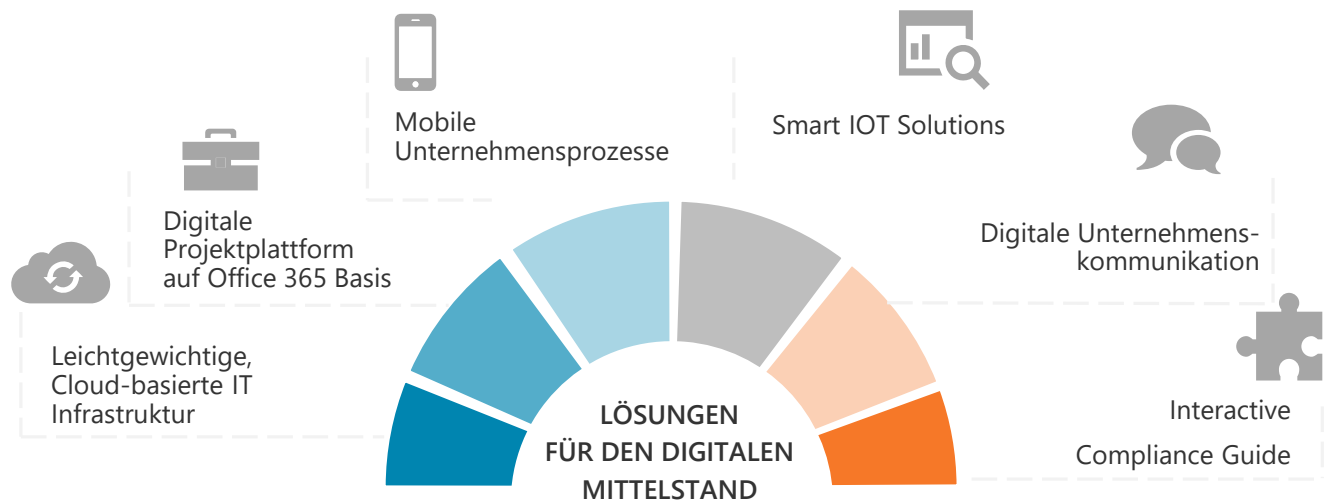 Leichtgewichtige,
Cloud-basierte IT
Infrastruktur
Digitale
Projektplattform
auf Office 365 Basis
Mobile
Unternehmensprozesse
Smart IOT Solutions
Digitale Unternehmens-
kommunikation
Interactive
Compliance Guide
LÖSUNGEN
FÜR DEN DIGITALEN
MITTELSTAND